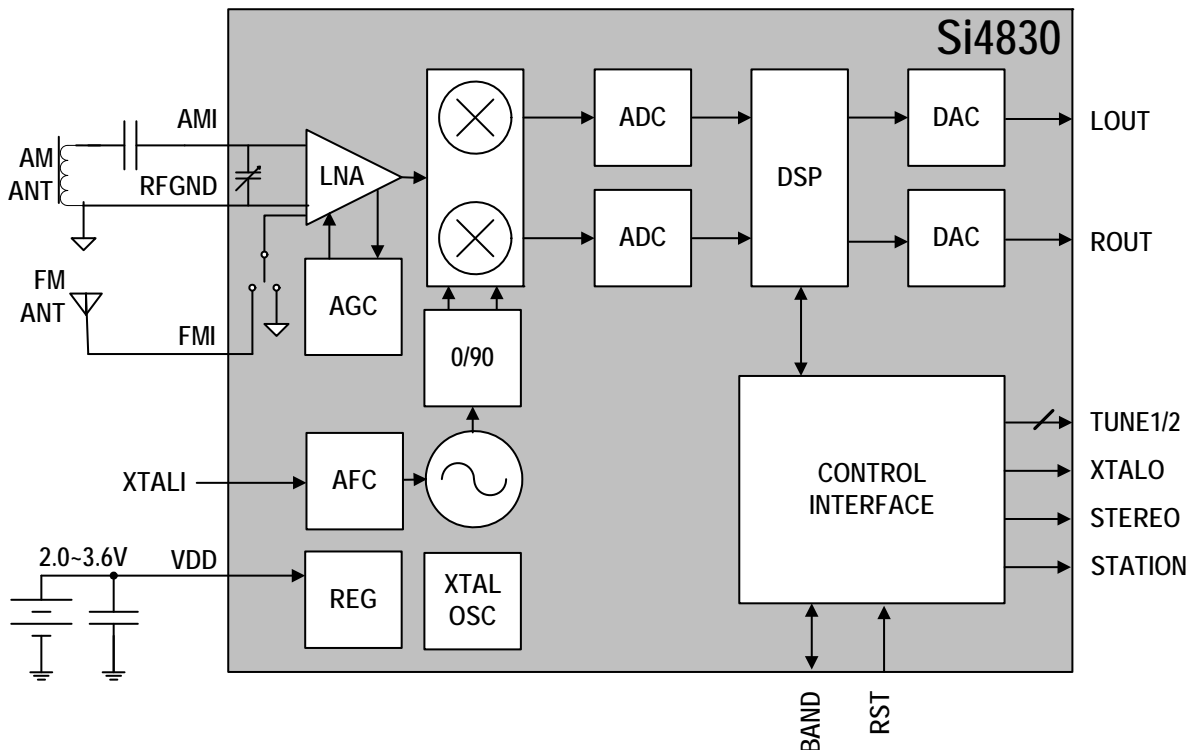 Si4830
AMI
AM
ANT
RFGND
LNA
ADC
DSP
DAC
LOUT
ADC
DAC
ROUT
FM
ANT
FMI
AGC
0/90
XTALI
AFC
CONTROL
INTERFACE
TUNE1/2
XTALO
STEREO
STATION
2.0~3.6V
VDD
REG
XTAL
OSC
BAND
RST